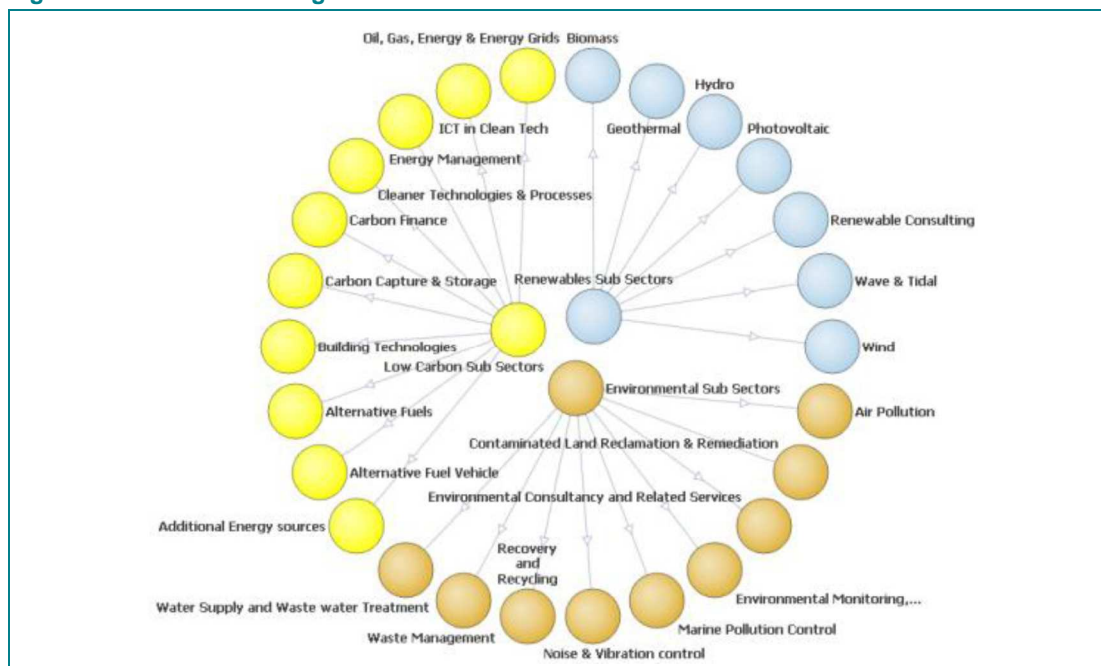 Oil, Gas, Energy & Energy Grids
Biomass
Hydro
Geothermal
Photovoltaic
ICT in Clean Tech
Energy Management
Cleaner Technologies & Processes
Carbon Finance
Renewable Consulting
Carbon Capture & Storage
Renewables Sub Sectors
Wave & Tidal
Building Technologies
Wind
Low Carbon Sub Sectors
Environmental Sub Sectors
Alternative Fuels
Air Pollution
Contaminated Land Reclamation & Remediation
Alternative Fuel Vehicle
Environmental Consultancy and Related Services
Additional Energy sources
Recovery
and
Recycling
Water Supply and Waste water Treatment
Environmental Monitoring,...
Waste Management
Marine Pollution Control
Noise & Vibration control